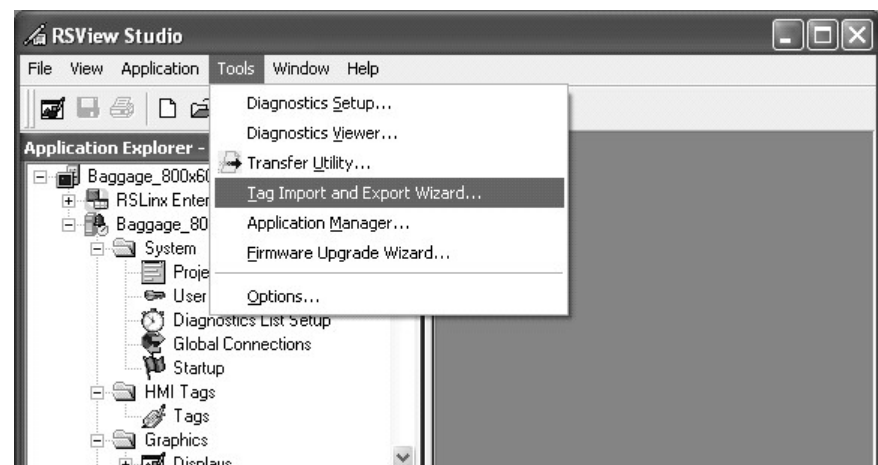 RSView Studio
File View Application Tools Window Help
Diagnostics Setup...
Diagnostics Viewer...
Transfer Utility...
Tag Import and Export Wizard...
Application Manager...
Firmware Upgrade Wizard...
Options...
Application Explorer -
Baggage_800x60
RSLinx Enter
Baggage_80
System
Proje
User
Diagnostics List Setup
Global Connections
Startup
HMI Tags
Tags
Graphics
Displays